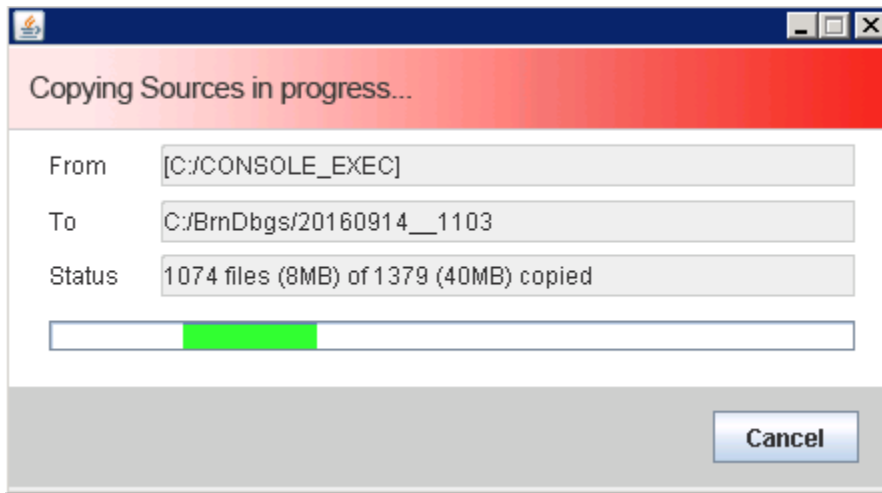 Copying Sources in progress...
From [C:/CONSOLE_EXEC]
To C:/BrnDbgs/20160914__1103
Status 1074 files (8MB) of 1379 (40MB) copied
Cancel